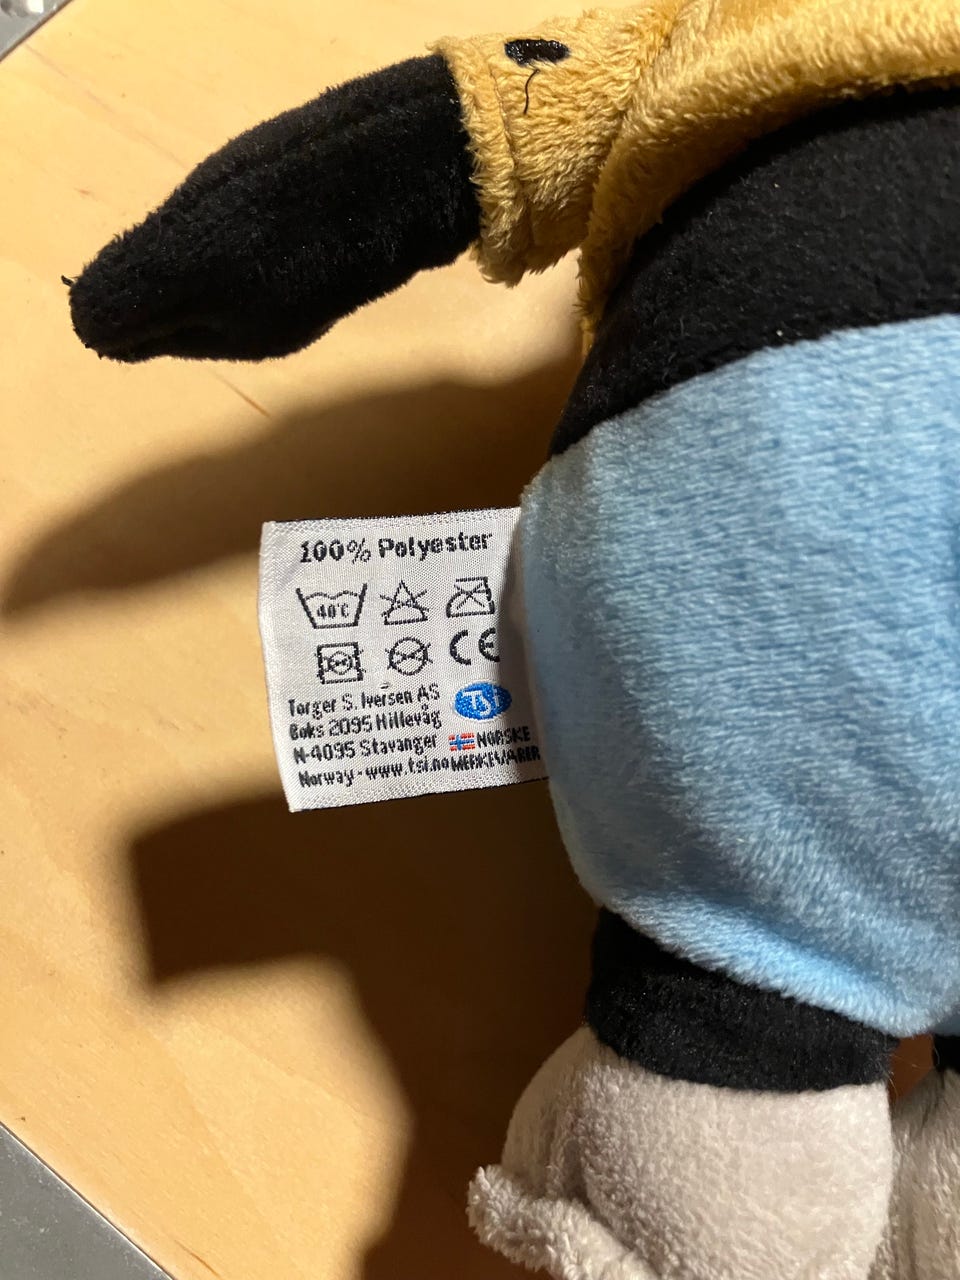 100% Polyester
40°C
CE
Torger S. Iversen AS
TSI
Boks 2095 Hillevåg
N-4095 Stavanger
NORSKE
Norway - www.tsi.no
MERKEVARER